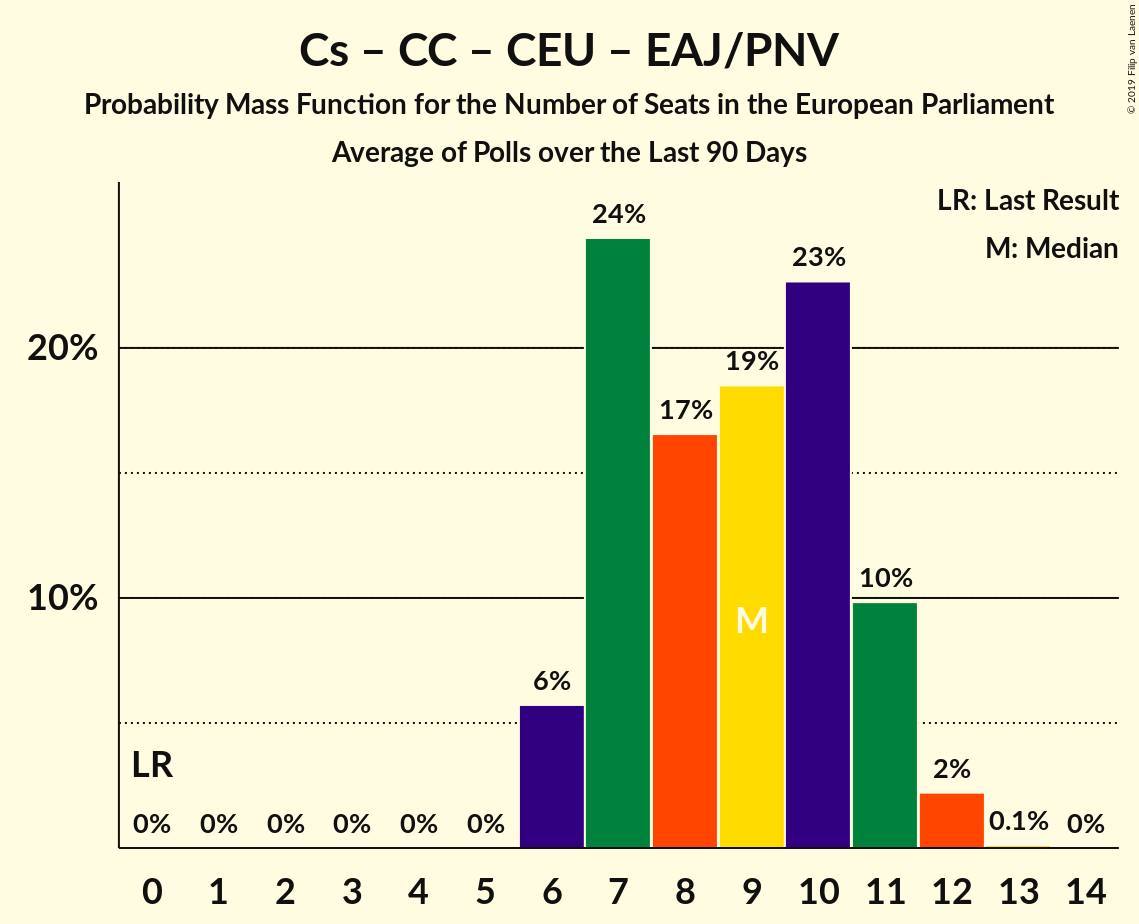 Cs – CC – CEU – EAJ/PNV
Probability Mass Function for the Number of Seats in the European Parliament
Average of Polls over the Last 90 Days
© 2019 Filip van Laenen
LR: Last Result
M: Median
24%
23%
20%
19%
17%
10%
10%
M
6%
LR
2%
0% 0% 0% 0% 0% 0% 0.1% 0%
0 1 2 3 4 5 6 7 8 9 10 11 12 13 14